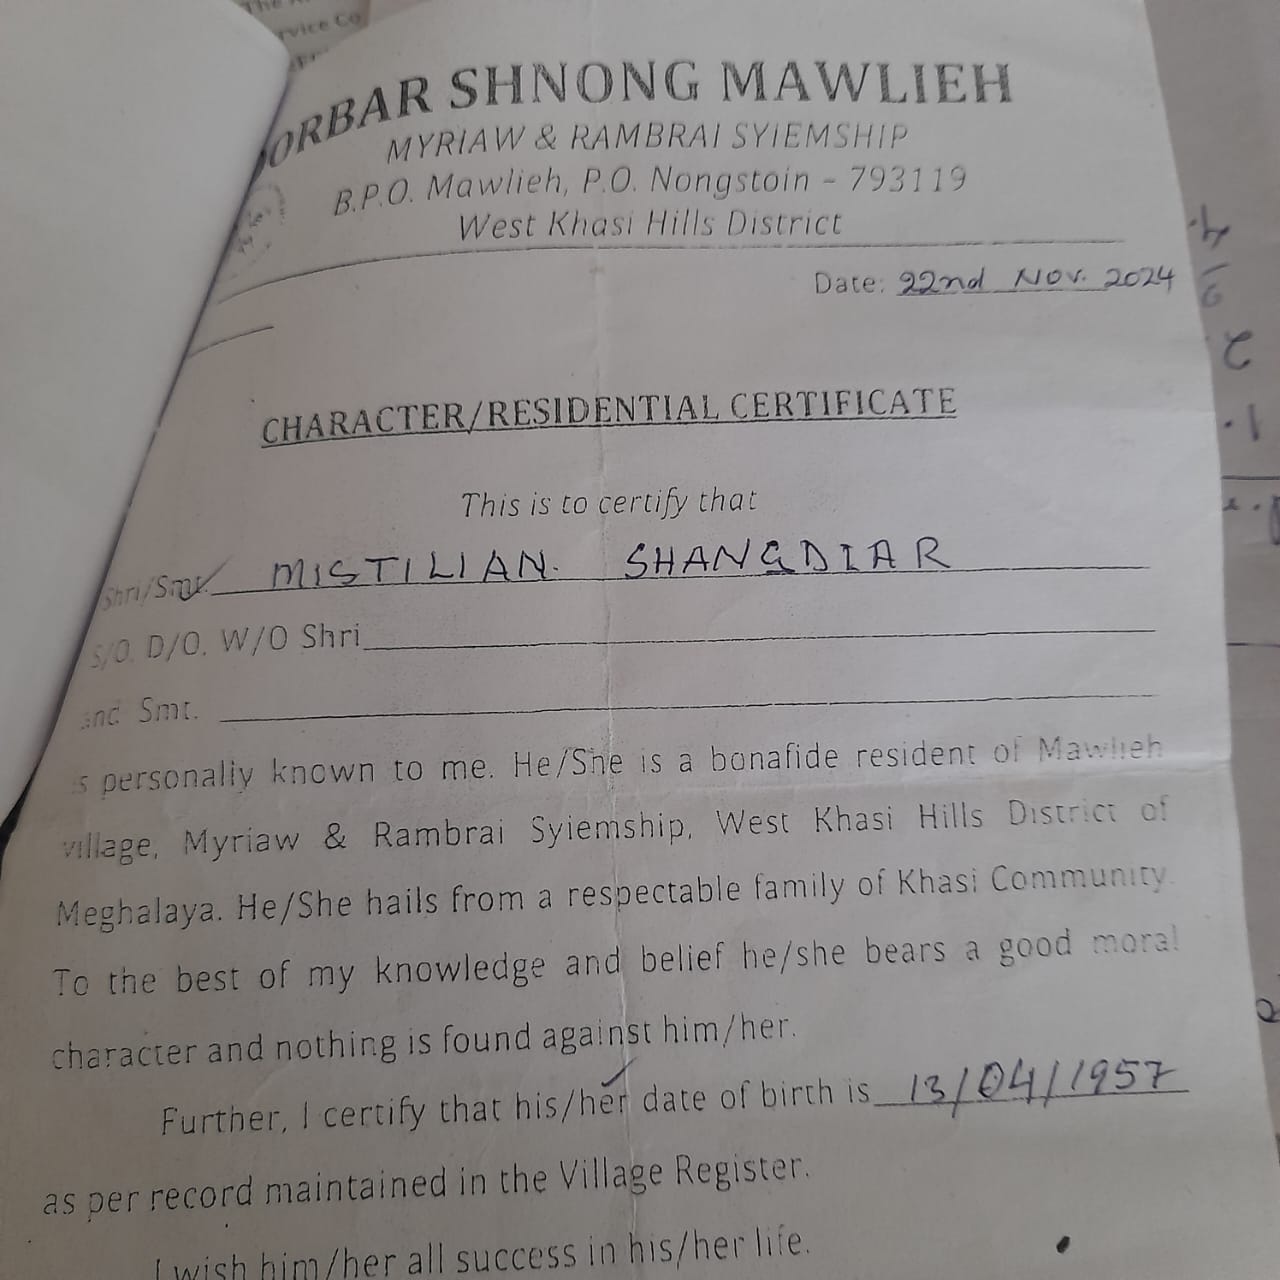 The
rvice Co
ORBAR SHNONG MAWLIEH
MYRIAW & RAMBRAI SYIEMSHIP
B.P.O. Mawlieh, P.O. Nongstoin - 793119
West Khasi Hills District
Date: 22nd Nov. 2024
CHARACTER/RESIDENTIAL CERTIFICATE
This is to certify that
Shri/Smt. MISTILIAN. SHANGDIAR
S/O. D/O. W/O Shri
and Smt.
s personally known to me. He/She is a bonafide resident of Mawlieh
village, Myriaw & Rambrai Syiemship, West Khasi Hills District of
Meghalaya. He/She hails from a respectable family of Khasi Community.
To the best of my knowledge and belief he/she bears a good moral
character and nothing is found against him/her.
Further, I certify that his/her date of birth is 13/04/1957
as per record maintained in the Village Register.
I wish him/her all success in his/her life.